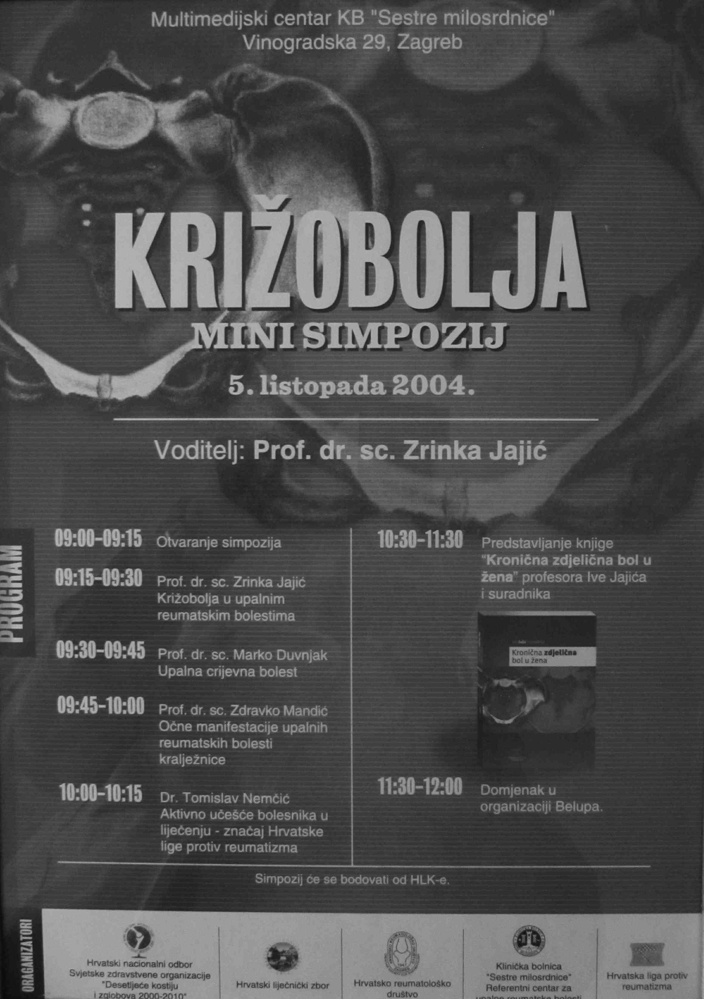 Multimedijski centar KB "Sestre milosrdnice"
Vinogradska 29, Zagreb
KRIŽOBOLJA
MINI SIMPOZIJ
5. listopada 2004.
Voditelj: Prof. dr. sc. Zrinka Jajić
PROGRAM
09:00-09:15 Otvaranje simpozija
09:15-09:30 Prof. dr. sc. Zrinka Jajić
Križobolja u upalnim
reumatskim bolestima
09:30-09:45 Prof. dr. sc. Marko Duvnjak
Upalna crijevna bolest
09:45-10:00 Prof. dr. sc. Zdravko Mandić
Očne manifestacije upalnih
reumatskih bolesti
kralježnice
10:00-10:15 Dr. Tomislav Nemčić
Aktivno učešće bolesnika u
liječenju - značaj Hrvatske
lige protiv reumatizma
10:30-11:30 Predstavljanje knjige
"Kronična zdjelična bol u
žena" profesora Ive Jajića
i suradnika
Kronična zdjelična
bol u žena
11:30-12:00 Domjenak u
organizaciji Belupa.
Simpozij će se bodovati od HLK-e.
ORAGANIZATORI
Hrvatski nacionalni odbor
Svjetske zdravstvene organizacije
"Desetljeće kostiju
i zglobova 2000-2010"
Hrvatski liječnički zbor
HRVATSKO REUMATOLOŠKO DRUŠTVO
1947
ZAGREB
Hrvatsko reumatološko
društvo
Klinička bolnica
"Sestre milosrdnice"
Referentni centar za
upalne reumatske bolesti
Hrvatska liga protiv
reumatizma